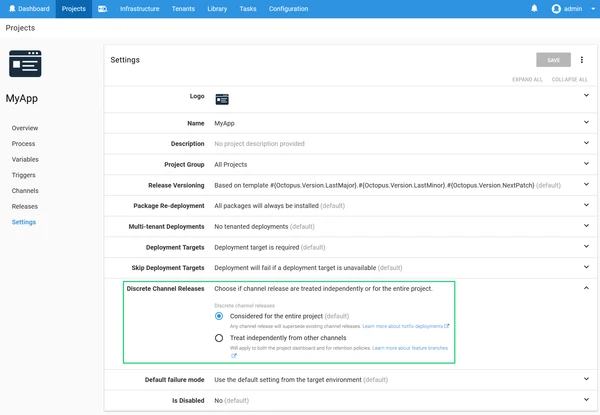 Dashboard Projects Infrastructure Tenants Library Tasks Configuration admin
Projects
MyApp
Overview
Process
Variables
Triggers
Channels
Releases
Settings
Settings SAVE
EXPAND ALL COLLAPSE ALL
Logo
Name MyApp
Description No project description provided
Project Group All Projects
Release Versioning Based on template #{Octopus.Version.LastMajor}.#{Octopus.Version.LastMinor}.#{Octopus.Version.NextPatch} (default)
Package Re-deployment All packages will always be installed (default)
Multi-tenant Deployments No tenanted deployments (default)
Deployment Targets Deployment target is required (default)
Skip Deployment Targets Deployment will fail if a deployment target is unavailable (default)
Discrete Channel Releases Choose if channel release are treated independently or for the entire project.
Discrete channel releases
Considered for the entire project (default)
Any channel release will supersede existing channel releases. Learn more about hotfix deployments
Treat independently from other channels
Will apply to both the project dashboard and for retention policies. Learn more about feature branches
Default failure mode Use the default setting from the target environment (default)
Is Disabled No (default)